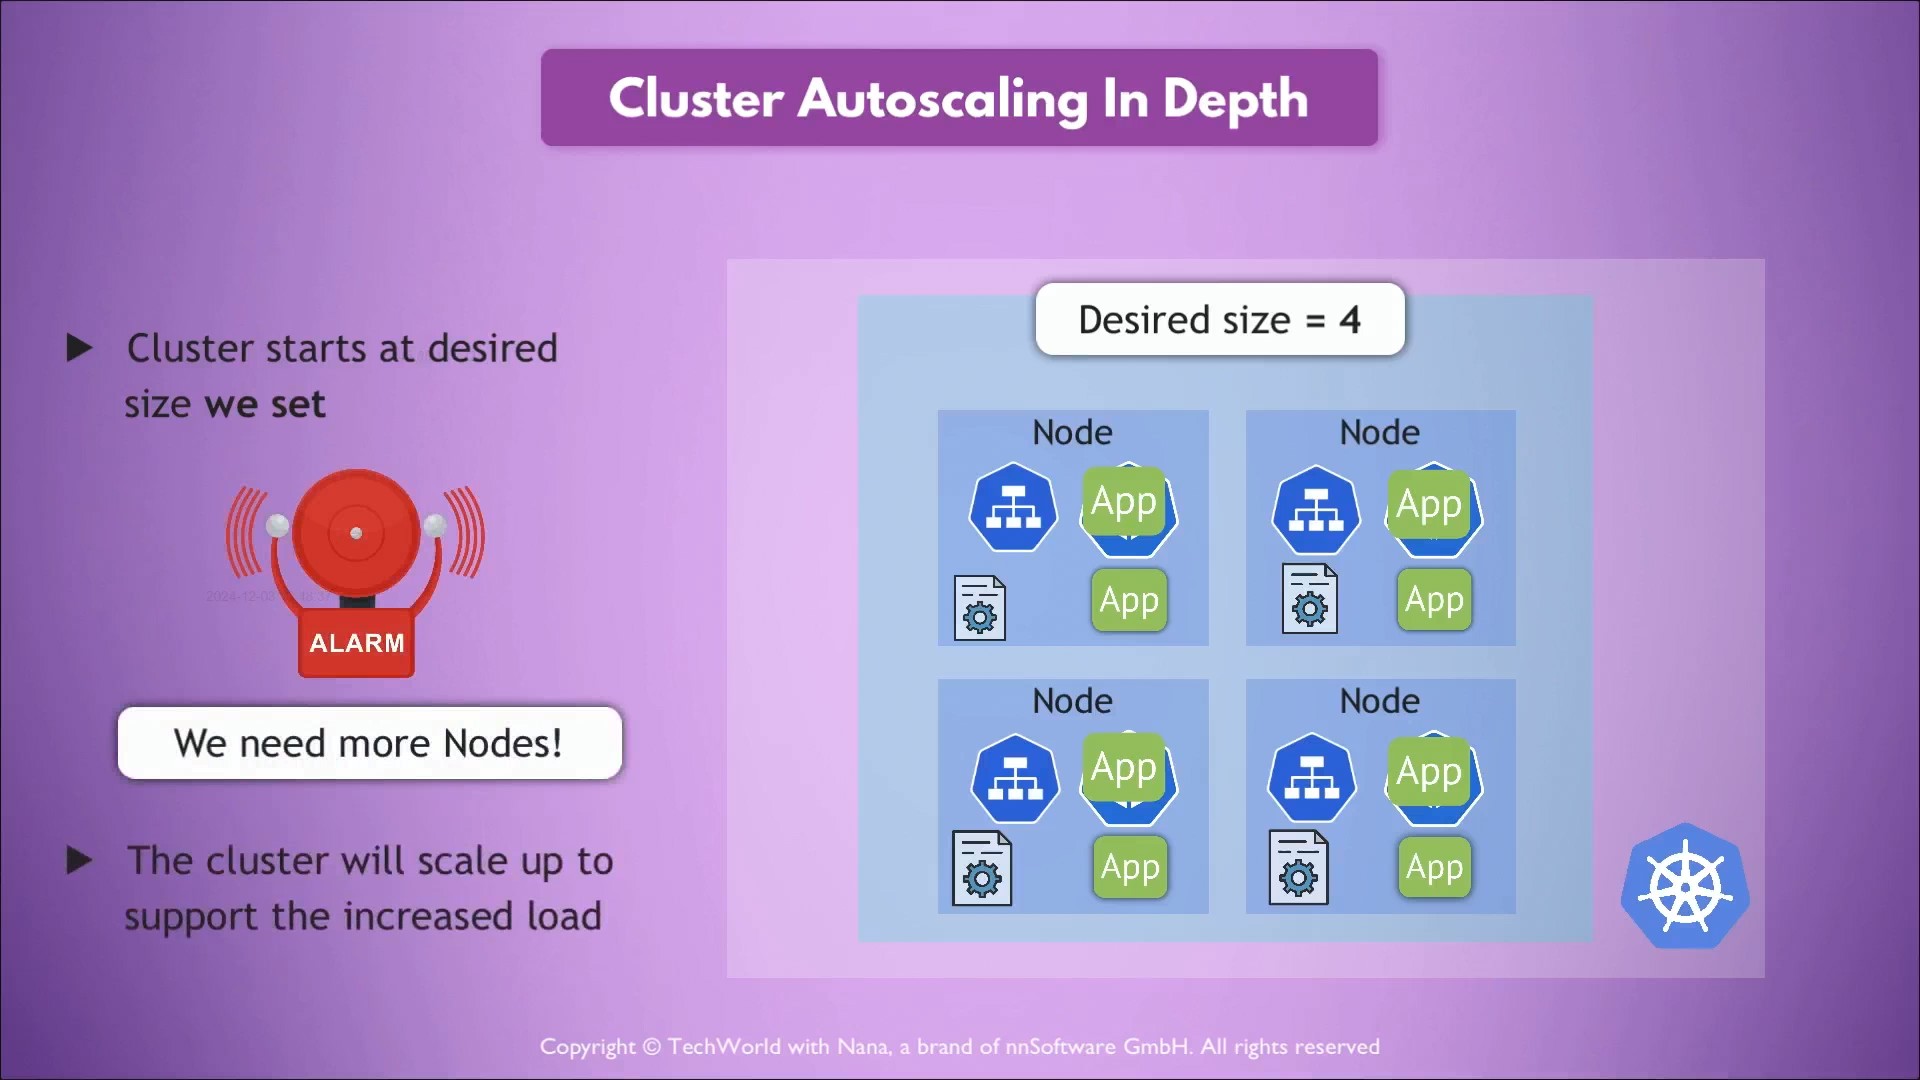 Cluster Autoscaling In Depth
► Cluster starts at desired
size we set
ALARM
We need more Nodes!
► The cluster will scale up to
support the increased load
Desired size = 4
Node
App
App
Node
App
App
Node
App
App
Node
App
App
Copyright © TechWorld with Nana, a brand of nnSoftware GmbH. All rights reserved